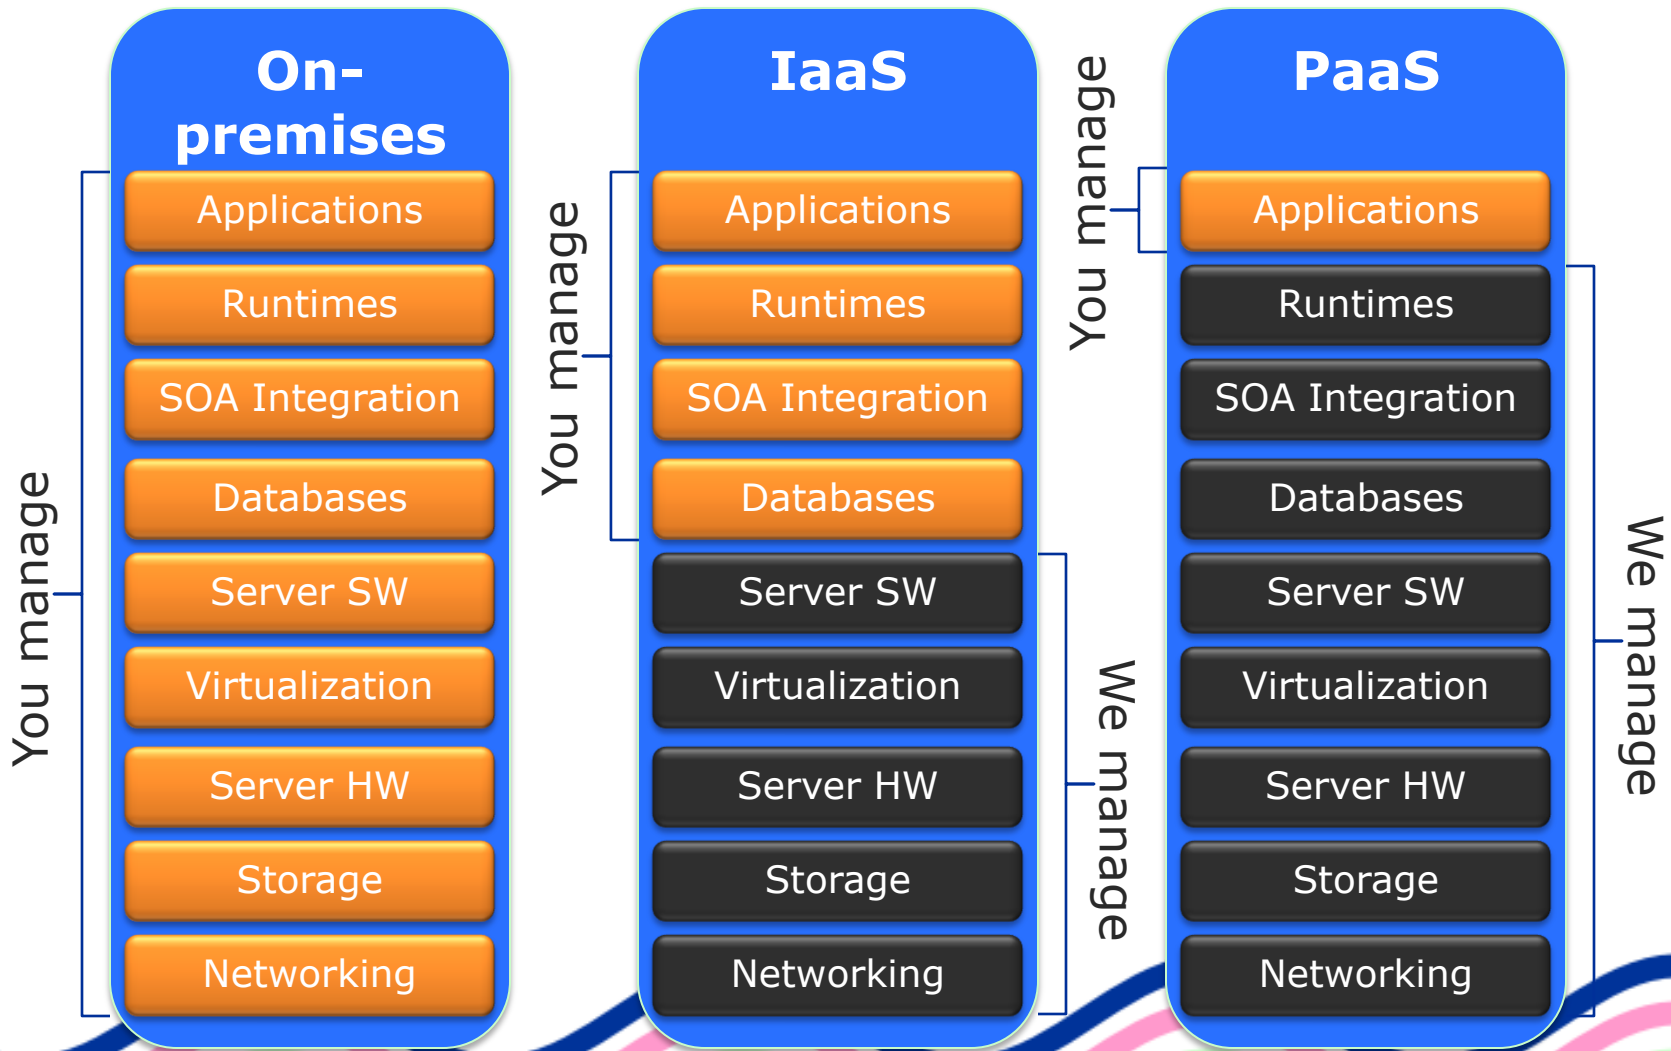 On-
premises
Applications
Runtimes
SOA Integration
Databases
Server SW
Virtualization
Server HW
Storage
Networking
You manage
IaaS
Applications
Runtimes
SOA Integration
Databases
Server SW
Virtualization
Server HW
Storage
Networking
You manage
We manage
PaaS
Applications
Runtimes
SOA Integration
Databases
Server SW
Virtualization
Server HW
Storage
Networking
You manage
We manage